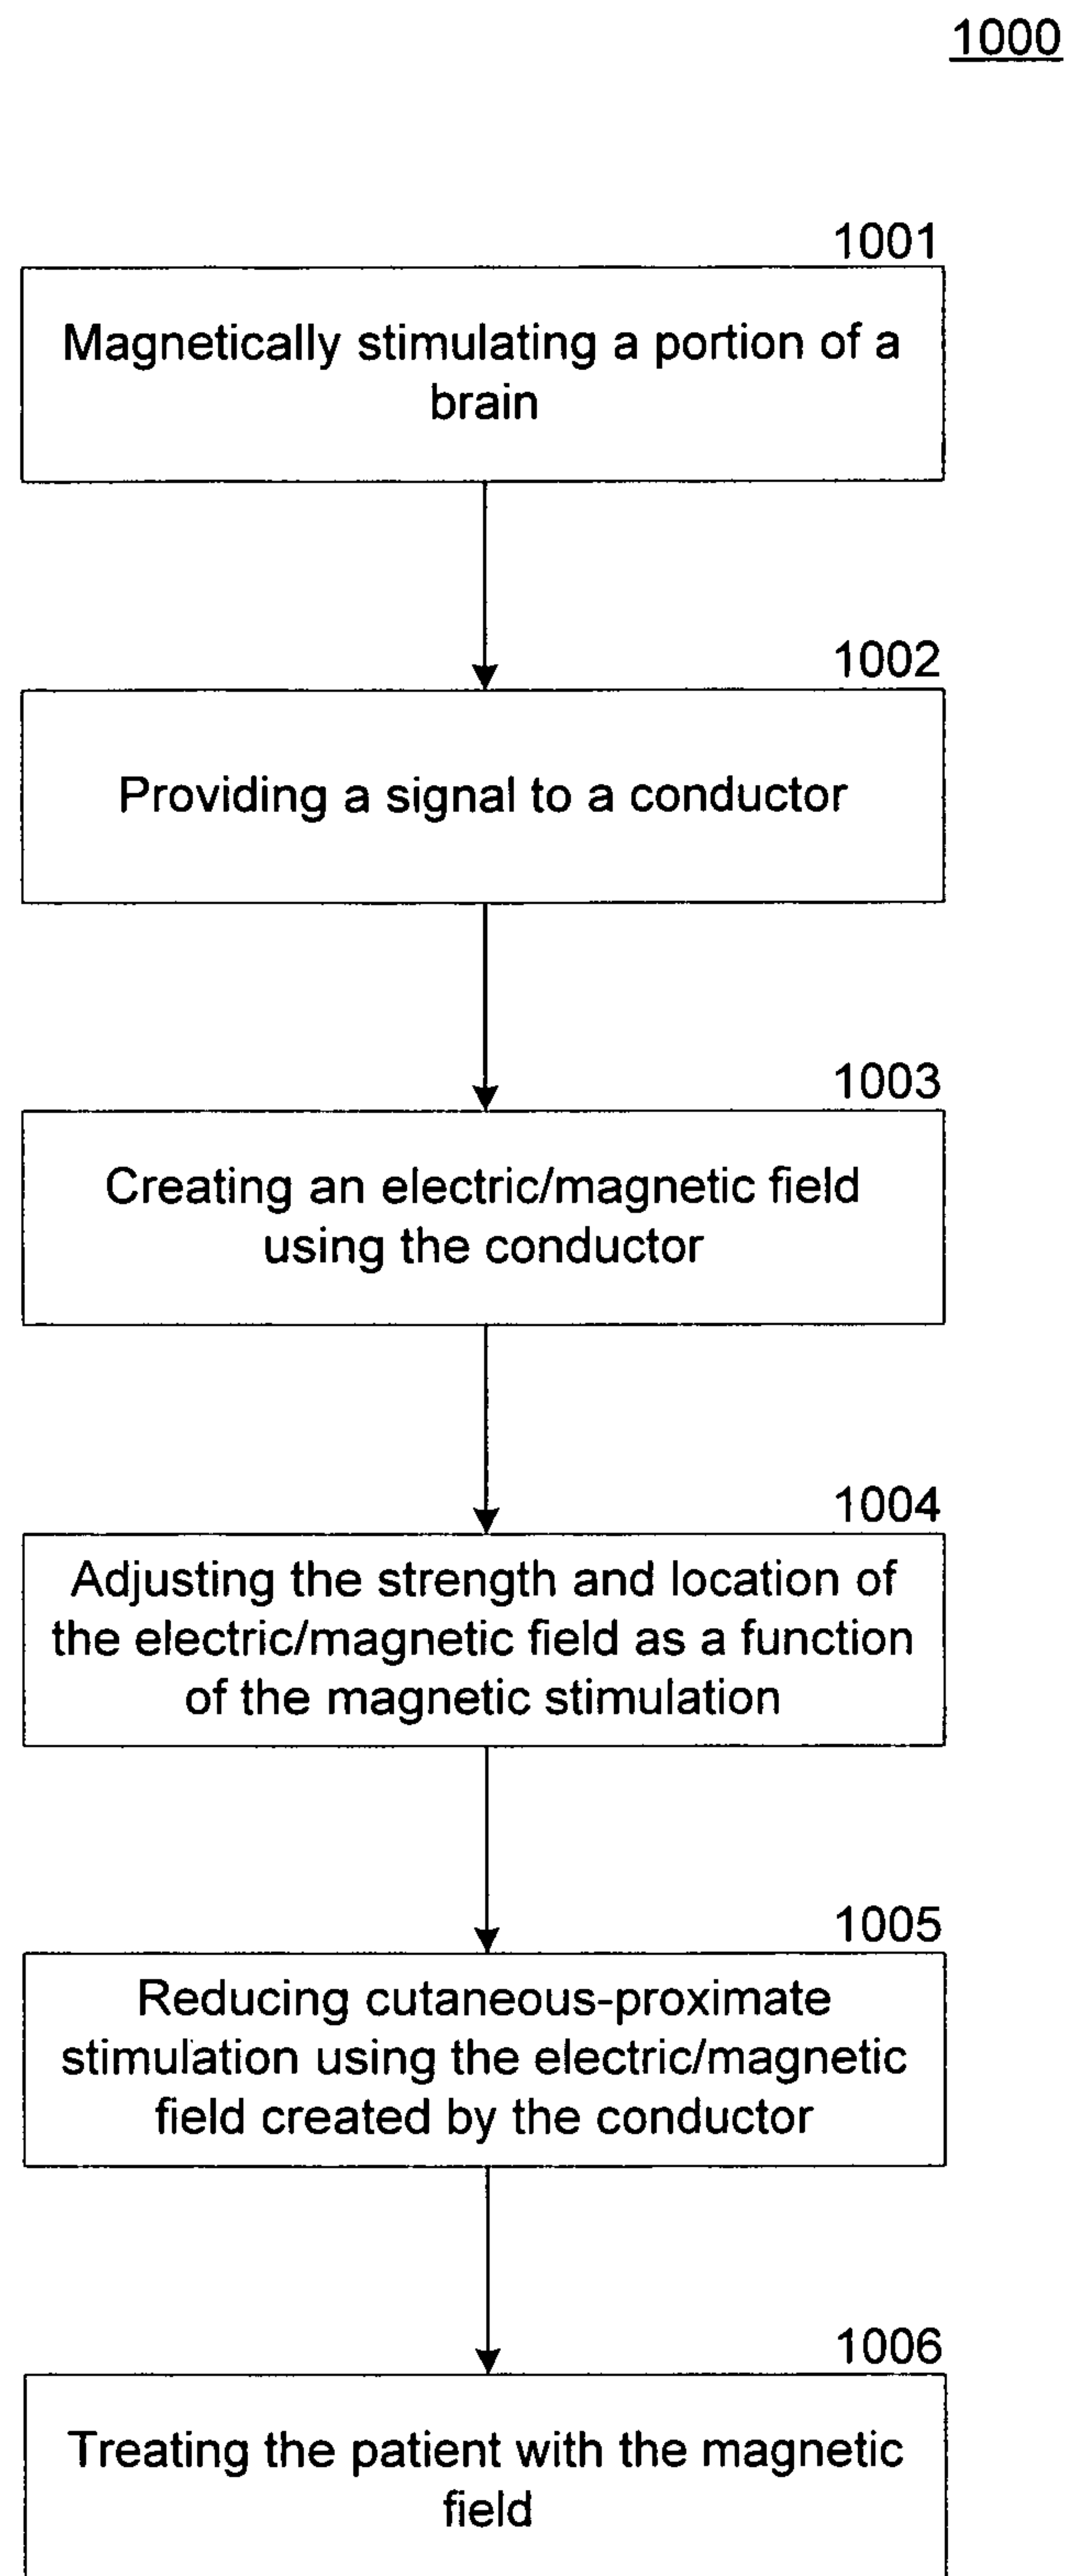 1000
1001
Magnetically stimulating a portion of a
brain
1002
Providing a signal to a conductor
1003
Creating an electric/magnetic field
using the conductor
1004
Adjusting the strength and location of
the electric/magnetic field as a function
of the magnetic stimulation
1005
Reducing cutaneous-proximate
stimulation using the electric/magnetic
field created by the conductor
1006
Treating the patient with the magnetic
field